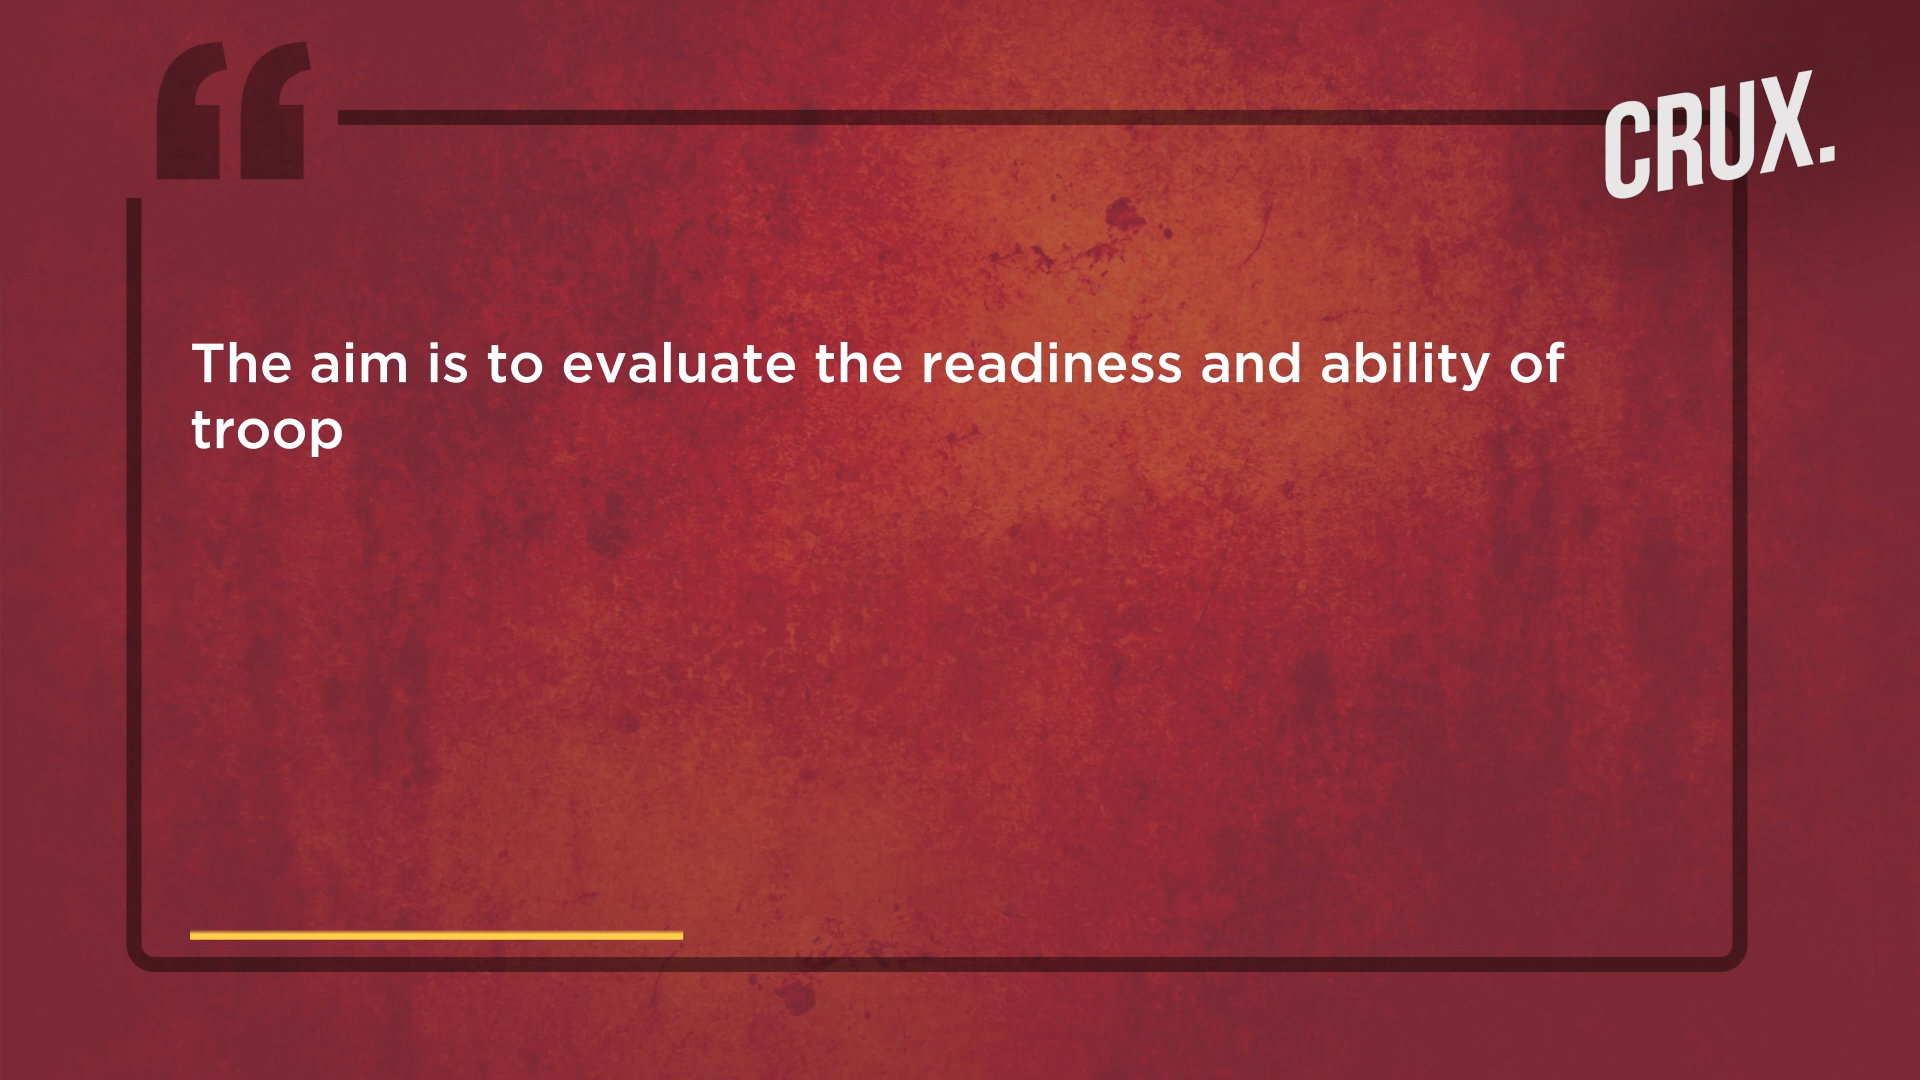 CRUX.
The aim is to evaluate the readiness and ability of
troop